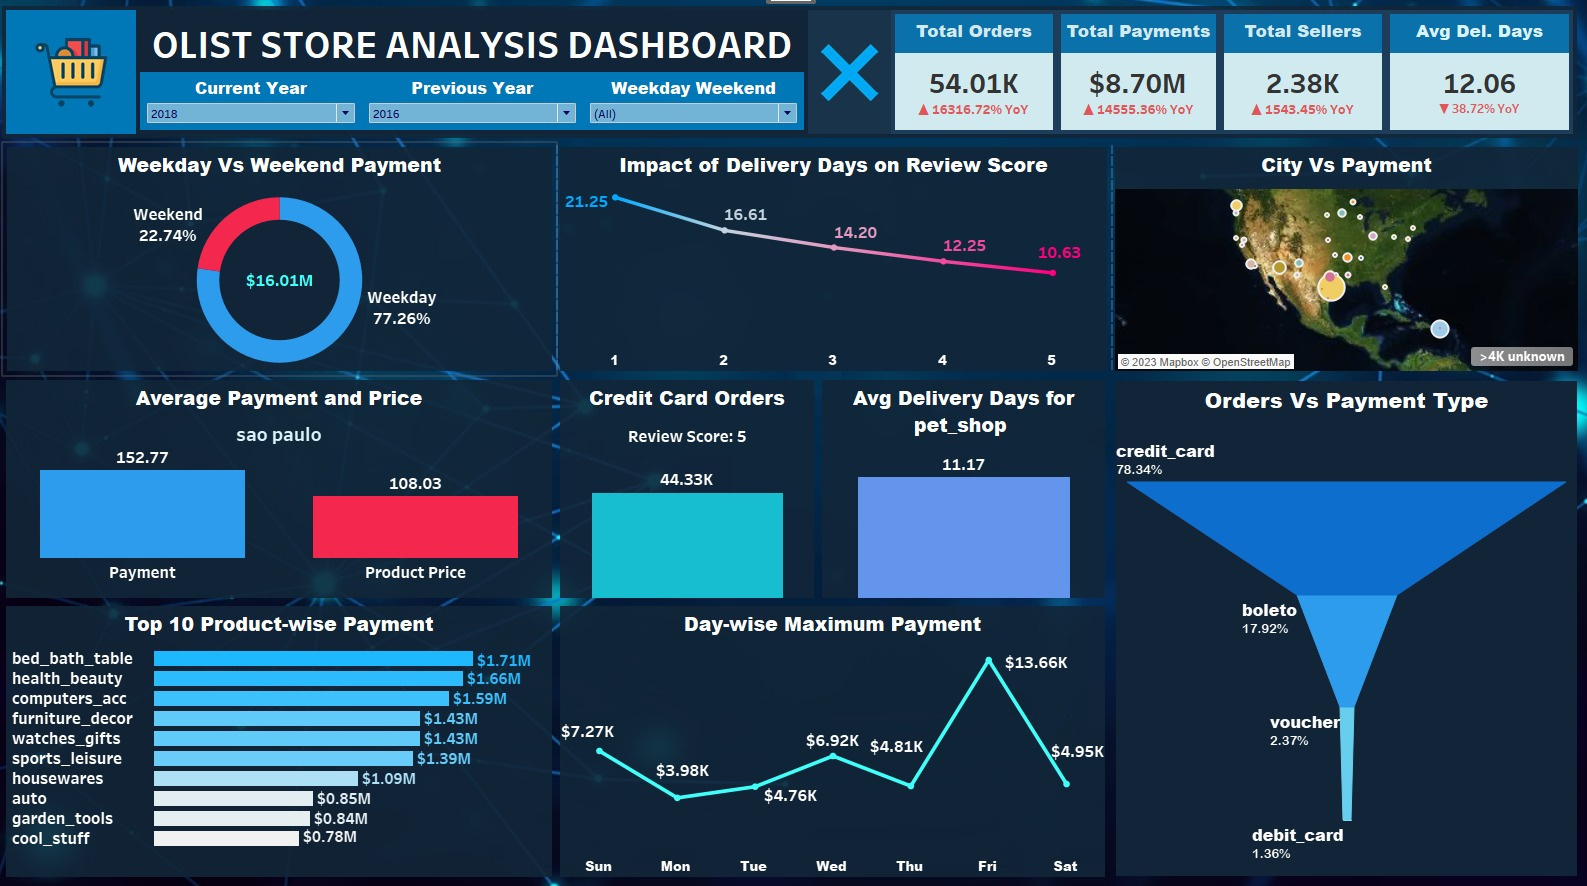 OLIST STORE ANALYSIS DASHBOARD
Current Year
Previous Year
Weekday Weekend
2018
2016
(All)
Total Orders
54.01K
▲ 16316.72% YoY
Total Payments
$8.70M
▲ 14555.36% YoY
Total Sellers
2.38K
▲ 1543.45% YoY
Avg Del. Days
12.06
▼ 38.72% YoY
Weekday Vs Weekend Payment
Weekend
22.74%
$16.01M
Weekday
77.26%
Impact of Delivery Days on Review Score
21.25
16.61
14.20
12.25
10.63
1
2
3
4
5
City Vs Payment
© 2023 Mapbox © OpenStreetMap
>4K unknown
Average Payment and Price
sao paulo
152.77
108.03
Payment
Product Price
Credit Card Orders
Review Score: 5
44.33K
Avg Delivery Days for
pet_shop
11.17
Orders Vs Payment Type
credit_card
78.34%
boleto
17.92%
voucher
2.37%
debit_card
1.36%
Top 10 Product-wise Payment
bed_bath_table $1.71M
health_beauty $1.66M
computers_acc $1.59M
furniture_decor $1.43M
watches_gifts $1.43M
sports_leisure $1.39M
housewares $1.09M
auto $0.85M
garden_tools $0.84M
cool_stuff $0.78M
Day-wise Maximum Payment
$7.27K
$3.98K
$4.76K
$6.92K
$4.81K
$13.66K
$4.95K
Sun
Mon
Tue
Wed
Thu
Fri
Sat